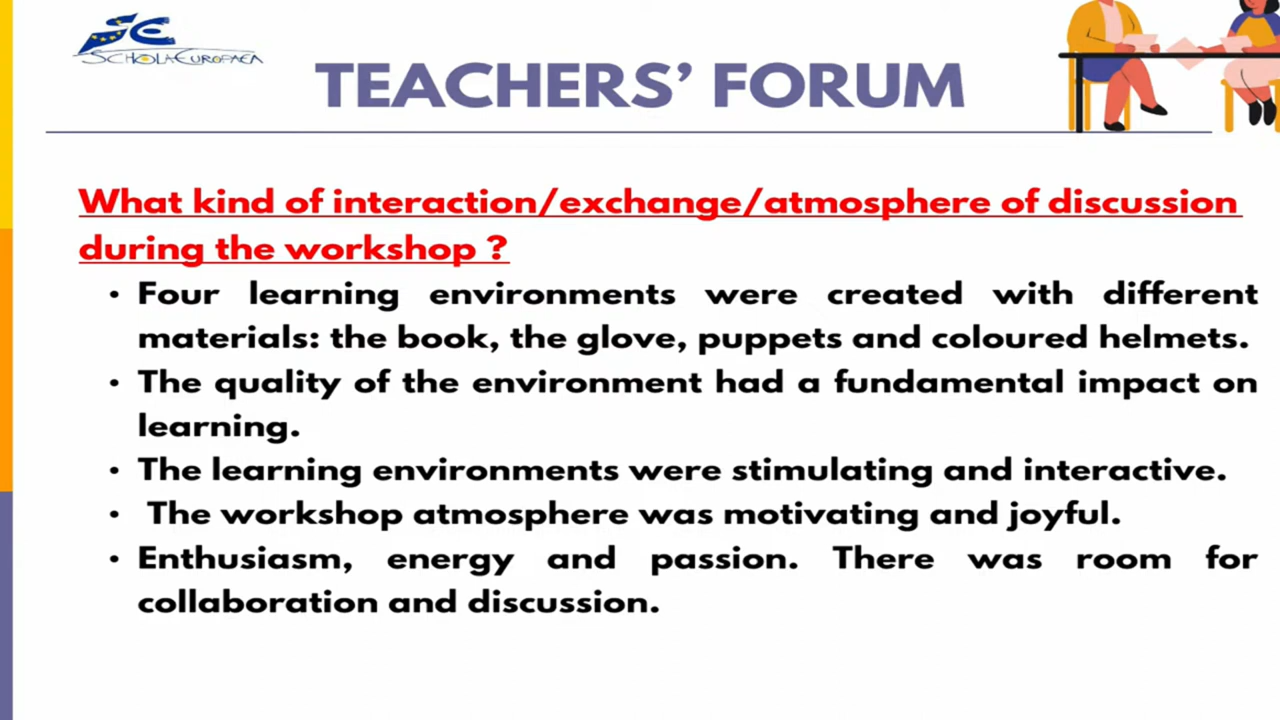 SCHOLA EUROPAEA
TEACHERS’ FORUM
What kind of interaction/exchange/atmosphere of discussion
during the workshop ?
• Four learning environments were created with different
materials: the book, the glove, puppets and coloured helmets.
• The quality of the environment had a fundamental impact on
learning.
• The learning environments were stimulating and interactive.
• The workshop atmosphere was motivating and joyful.
• Enthusiasm, energy and passion. There was room for
collaboration and discussion.